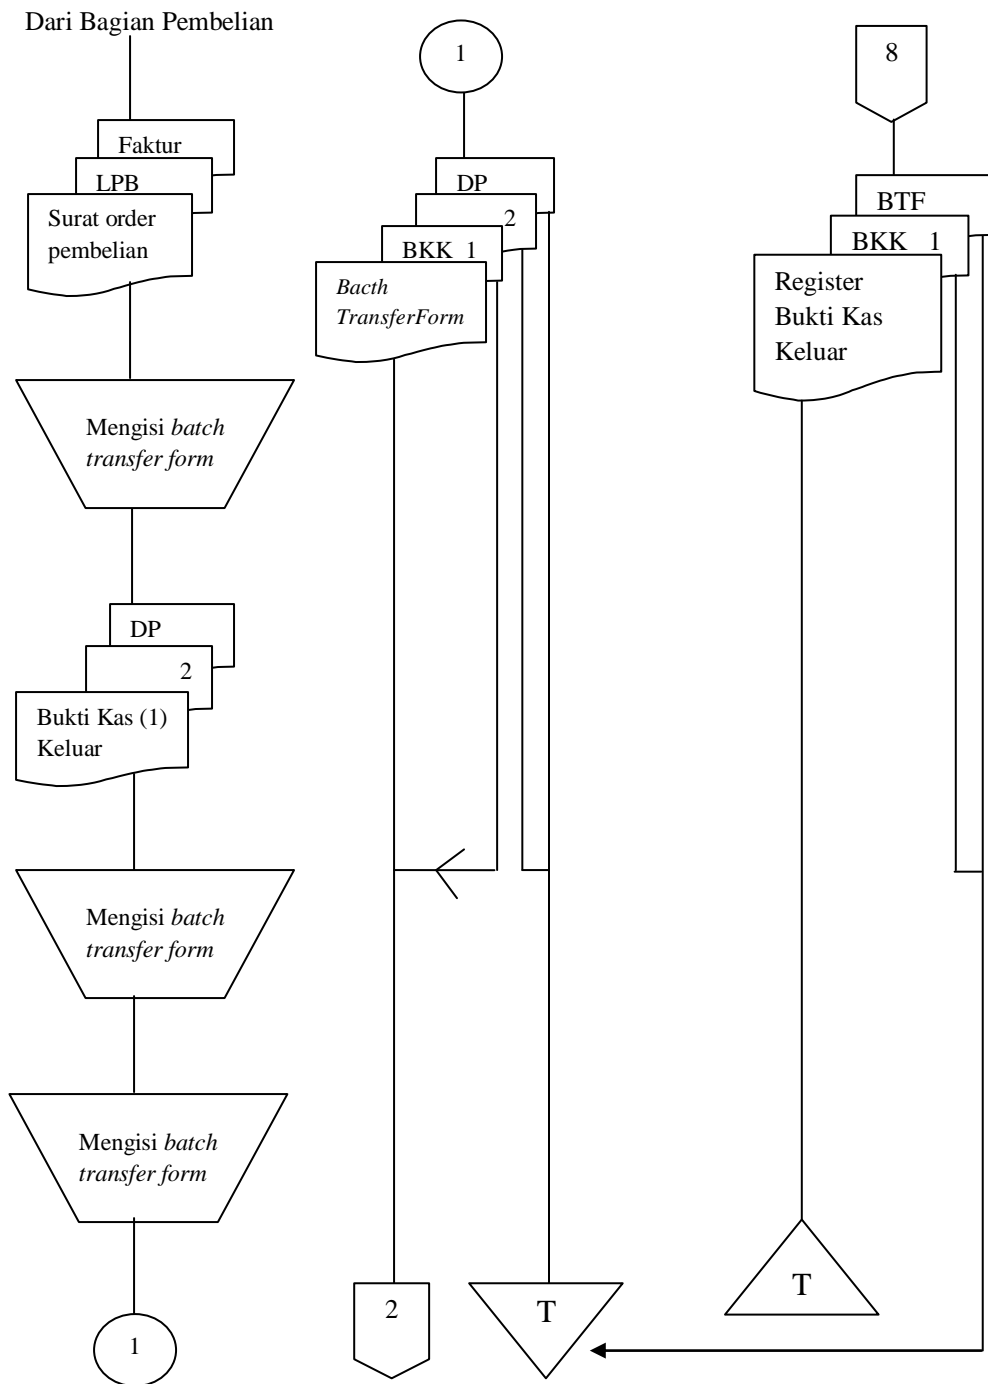 Dari Bagian Pembelian
Faktur
LPB
Surat order
pembelian
Mengisi batch
transfer form
DP
2
Bukti Kas (1)
Keluar
Mengisi batch
transfer form
Mengisi batch
transfer form
1
1
DP
2
BKK 1
Bacth
TransferForm
2
T
8
BTF
BKK 1
Register
Bukti Kas
Keluar
T